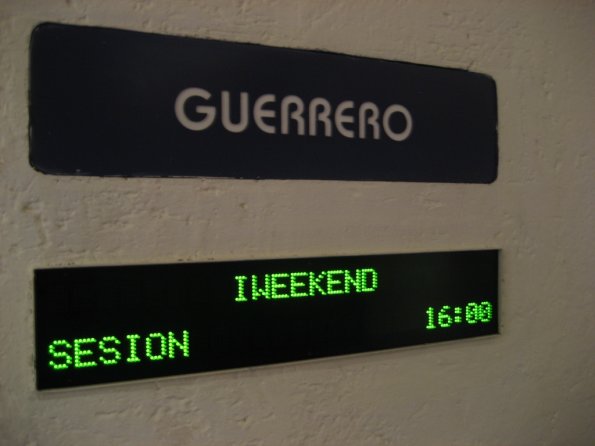 GUERRERO
IWEEKEND
16:00
SESION